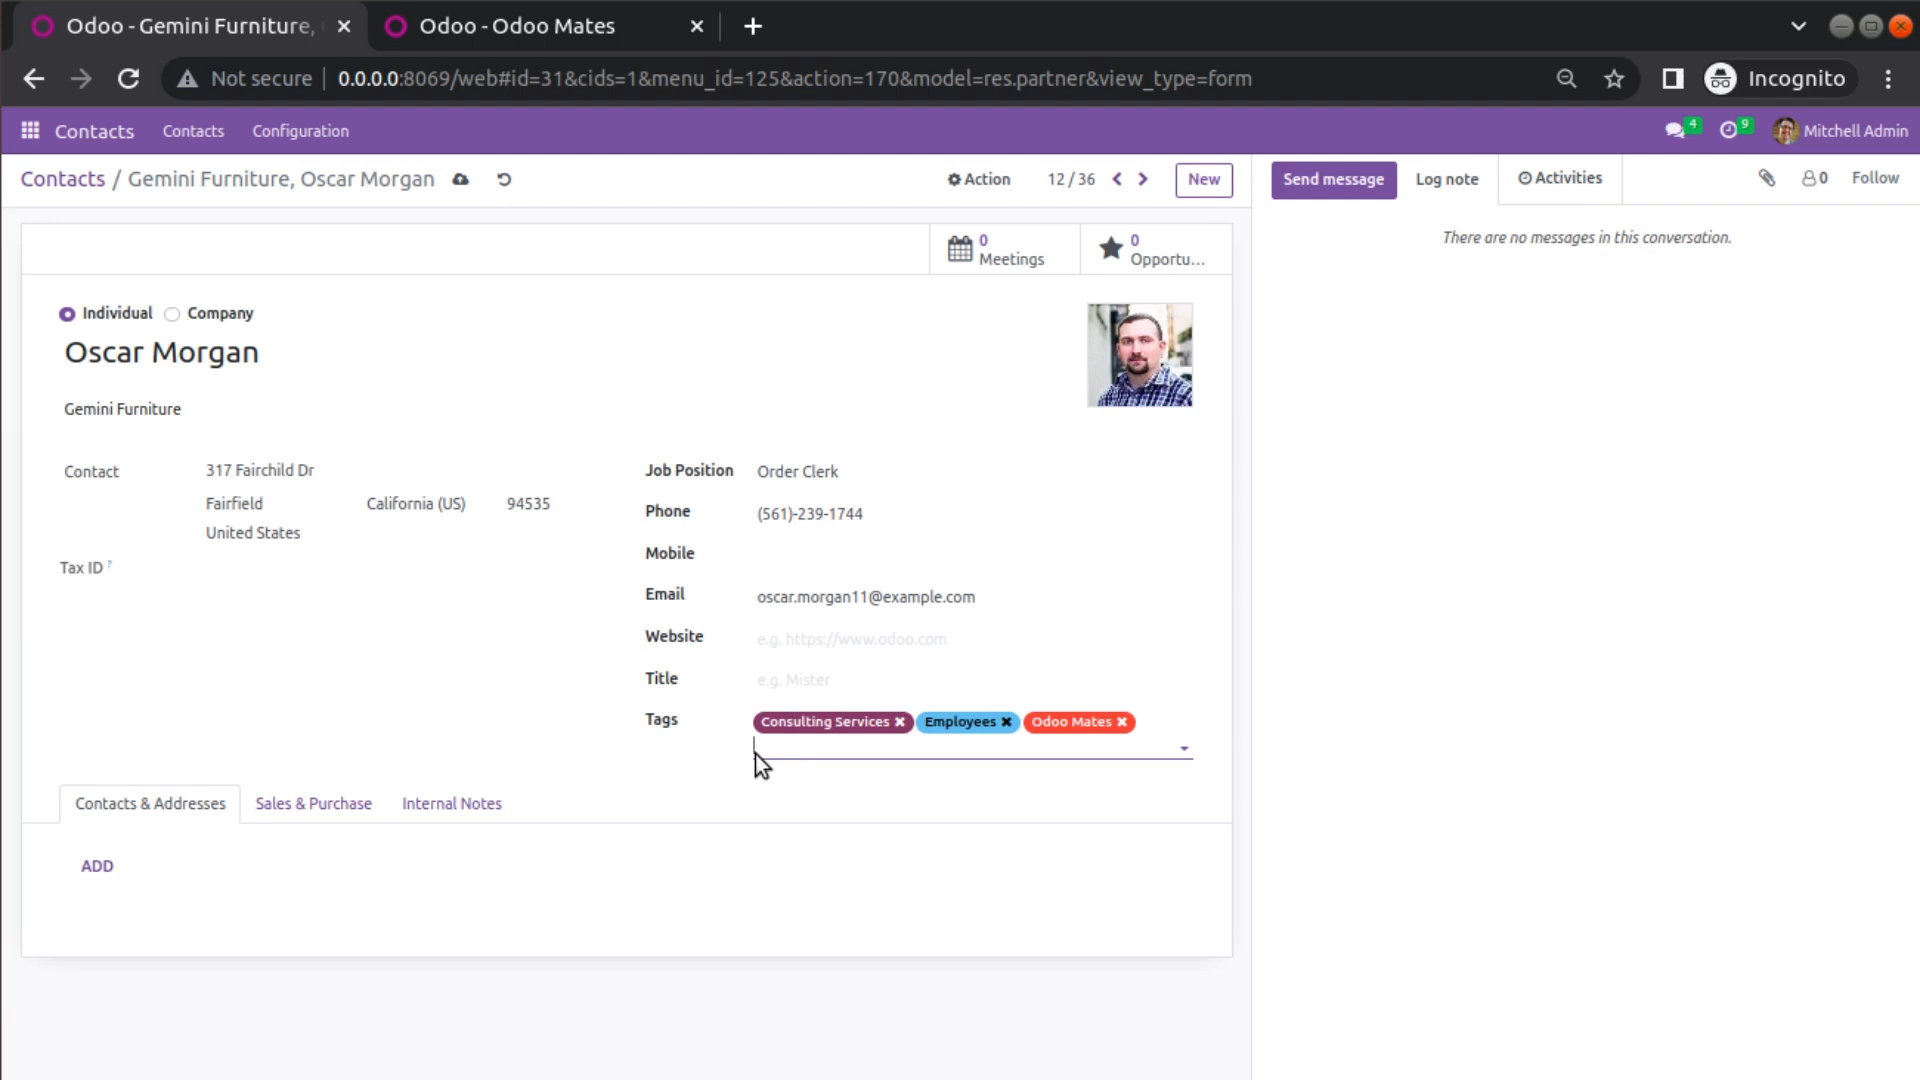 Odoo - Gemini Furniture,
Odoo - Odoo Mates
Not secure
0.0.0.0:8069/web#id=31&cids=1&menu_id=125&action=170&model=res.partner&view_type=form
Incognito
Contacts
Contacts
Configuration
4
9
Mitchell Admin
Contacts / Gemini Furniture, Oscar Morgan
Action
12 / 36
New
Send message
Log note
Activities
0
Follow
0
Meetings
0
Opportu...
There are no messages in this conversation.
Individual
Company
Oscar Morgan
Gemini Furniture
Contact
317 Fairchild Dr
Fairfield
California (US)
94535
United States
Tax ID ?
Job Position
Order Clerk
Phone
(561)-239-1744
Mobile
Email
oscar.morgan11@example.com
Website
e.g. https://www.odoo.com
Title
e.g. Mister
Tags
Consulting Services
Employees
Odoo Mates
Contacts & Addresses
Sales & Purchase
Internal Notes
ADD